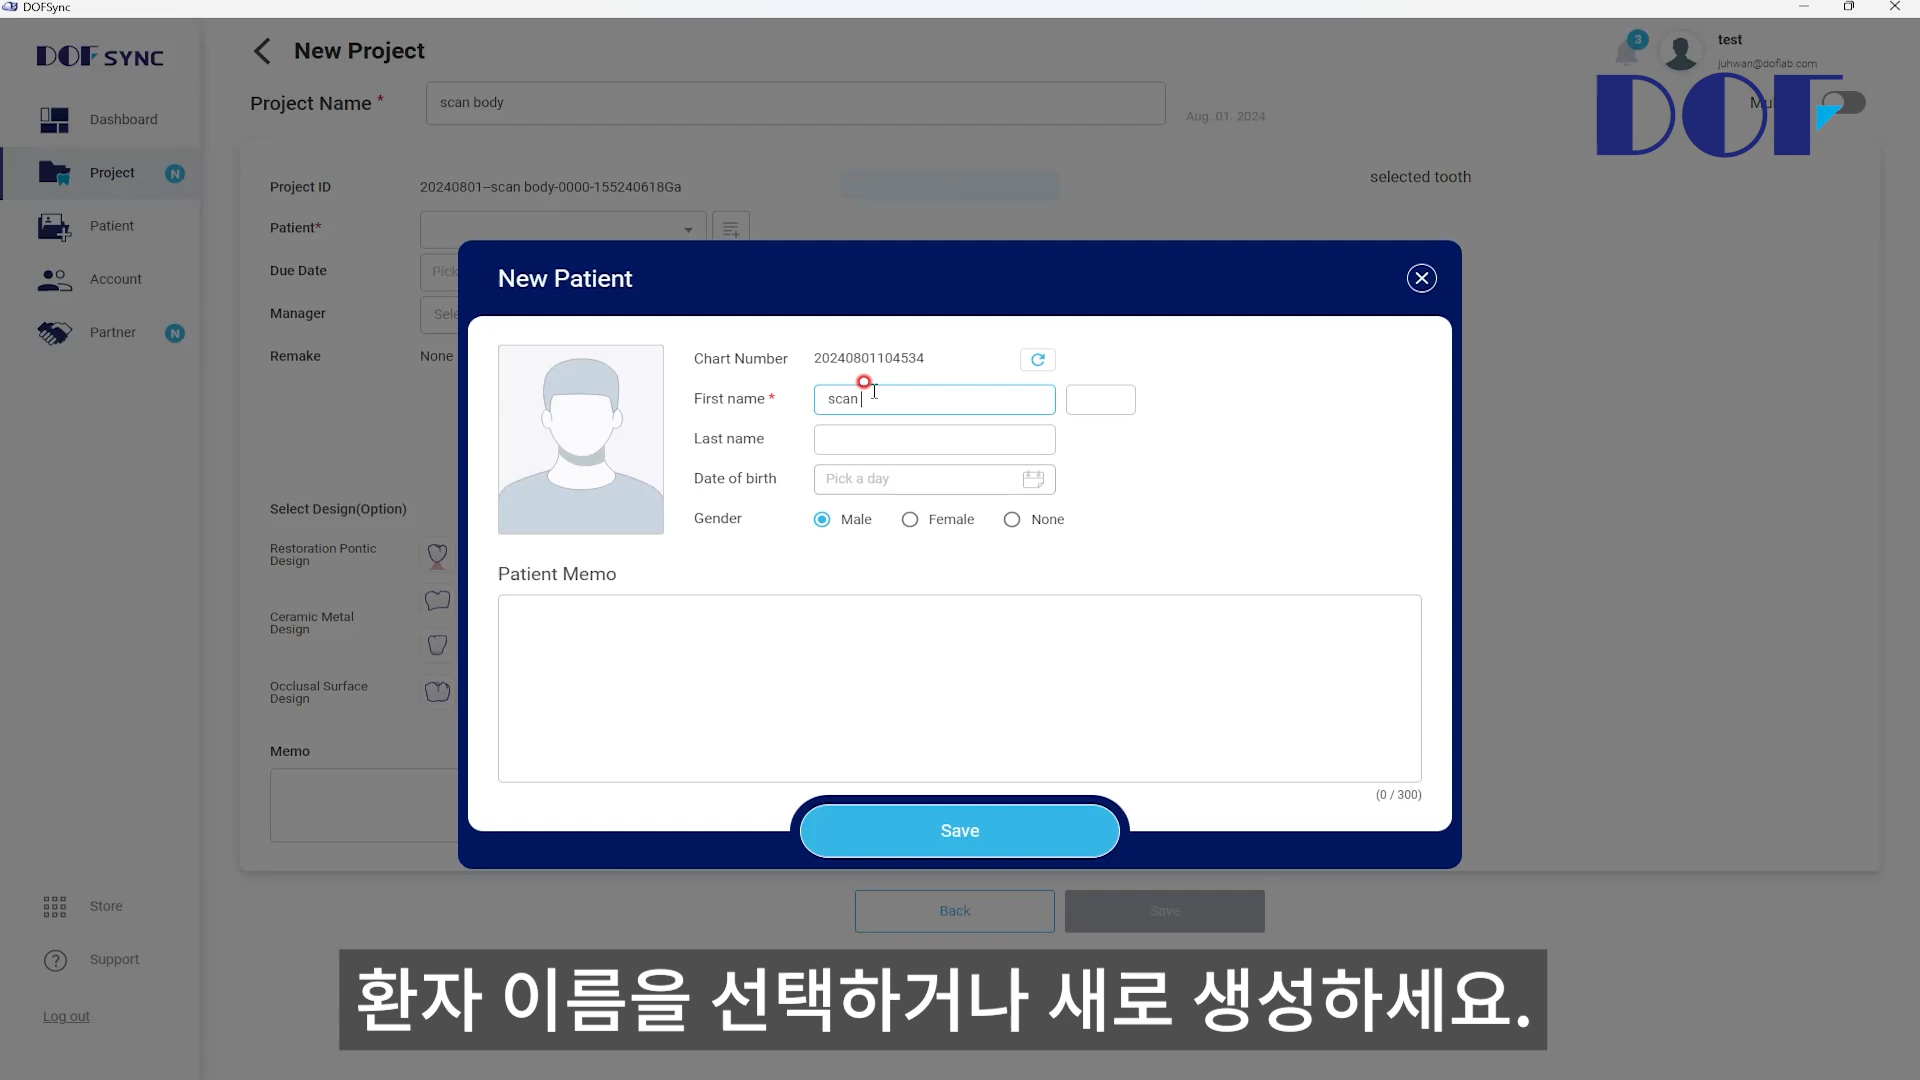 DOFSync
DOF SYNC
New Project
3
test
juhwan@doflab.com
Project Name *
scan body
Aug. 01. 2024
DOF
Dashboard
Project
N
Patient
Account
Partner
N
Project ID
20240801--scan body-0000-155240618Ga
selected tooth
Patient*
Due Date
Manager
Remake
None
New Patient
Chart Number
20240801104534
First name *
scan
Last name
Date of birth
Pick a day
Gender
Male
Female
None
Select Design(Option)
Restoration Pontic
Design
Ceramic Metal
Design
Occlusal Surface
Design
Patient Memo
Memo
(0 / 300)
Save
Back
Save
Store
Support
Log out
환자 이름을 선택하거나 새로 생성하세요.